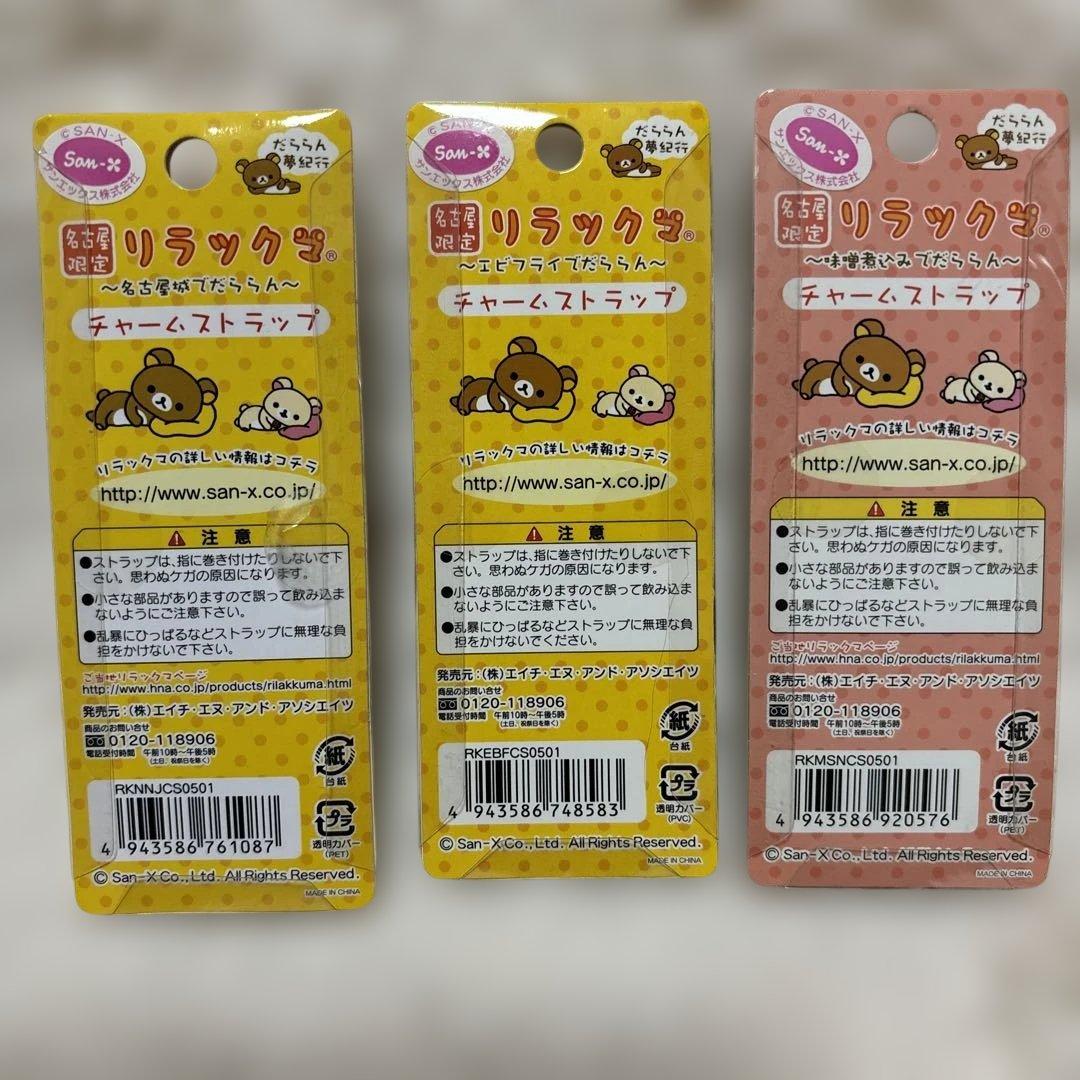 © SAN-X
San-X
サンエックス株式会社
だららん
夢紀行
名古屋
限定
リラックマ®
～名古屋城でだららん～
チャームストラップ
リラックマの詳しい情報はコチラ
http://www.san-x.co.jp/
注意
●ストラップは、指に巻き付けたりしないで下
さい。思わぬケガの原因になります。
●小さな部品がありますので誤って飲み込ま
ないようにご注意下さい。
●乱暴にひっぱるなどストラップに無理な負
担をかけないで下さい。
ご当地リラックマページ
http://www.hna.co.jp/products/rilakkuma.html
発売元：(株)エイチ・エヌ・アンド・アソシエイツ
商品のお問い合せ
0120-118906
電話受付時間 午前10時～午後5時
(土日、祝祭日を除く)
紙
台紙
RKNNJCS0501
4 943586 761087
プラ
透明カバー
(PET)
© San-X Co., Ltd. All Rights Reserved.
MADE IN CHINA
© SAN-X
San-X
サンエックス株式会社
だららん
夢紀行
名古屋
限定
リラックマ®
～エビフライでだららん～
チャームストラップ
リラックマの詳しい情報はコチラ
http://www.san-x.co.jp/
注意
●ストラップは、指に巻き付けたりしないで下
さい。思わぬケガの原因になります。
●小さな部品がありますので誤って飲み込ま
ないようにご注意下さい。
●乱暴にひっぱるなどストラップに無理な負
担をかけないでください。
発売元：(株)エイチ・エヌ・アンド・アソシエイツ
商品のお問い合せ
0120-118906
電話受付時間 午前10時～午後5時
(土日、祝祭日を除く)
紙
台紙
RKEBFCS0501
4 943586 748583
プラ
透明カバー
(PVC)
© San-X Co., Ltd. All Rights Reserved.
MADE IN CHINA
© SAN-X
San-X
サンエックス株式会社
だららん
夢紀行
名古屋
限定
リラックマ®
～味噌煮込みでだららん～
チャームストラップ
リラックマの詳しい情報はコチラ
http://www.san-x.co.jp/
注意
●ストラップは、指に巻き付けたりしないで下
さい。思わぬケガの原因になります。
●小さな部品がありますので誤って飲み込ま
ないようにご注意下さい。
●乱暴にひっぱるなどストラップに無理な負
担をかけないで下さい。
ご当地リラックマページ
http://www.hna.co.jp/products/rilakkuma.html
発売元：(株)エイチ・エヌ・アンド・アソシエイツ
商品のお問い合せ
0120-118906
電話受付時間 午前10時～午後5時
(土日、祝祭日を除く)
紙
台紙
RKMSNCS0501
4 943586 920576
プラ
透明カバー
(PET)
© San-X Co., Ltd. All Rights Reserved.
MADE IN CHINA